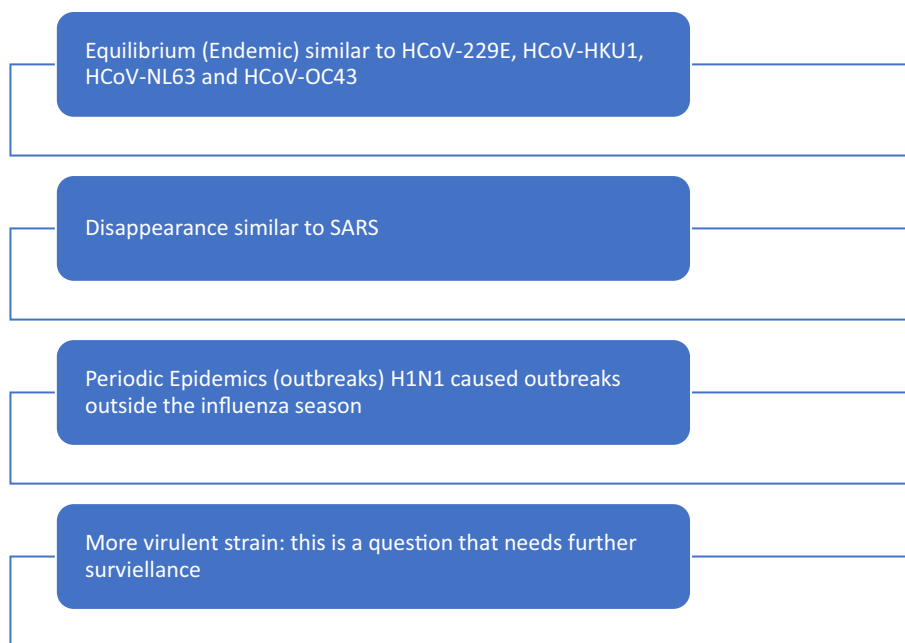 Equilibrium (Endemic) similar to HCoV-229E, HCoV-HKU1,
HCoV-NL63 and HCoV-OC43
Disappearance similar to SARS
Periodic Epidemics (outbreaks) H1N1 caused outbreaks
outside the influenza season
More virulent strain: this is a question that needs further
surviellance